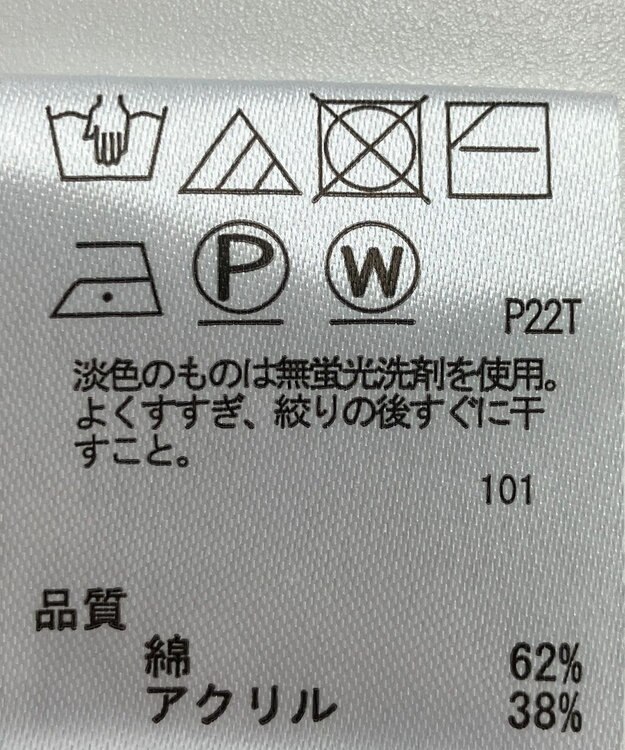 P W
P22T
淡色のものは無蛍光洗剤を使用。
よくすすぎ、絞りの後すぐに干
すこと。
101
品質
綿 62%
アクリル 38%